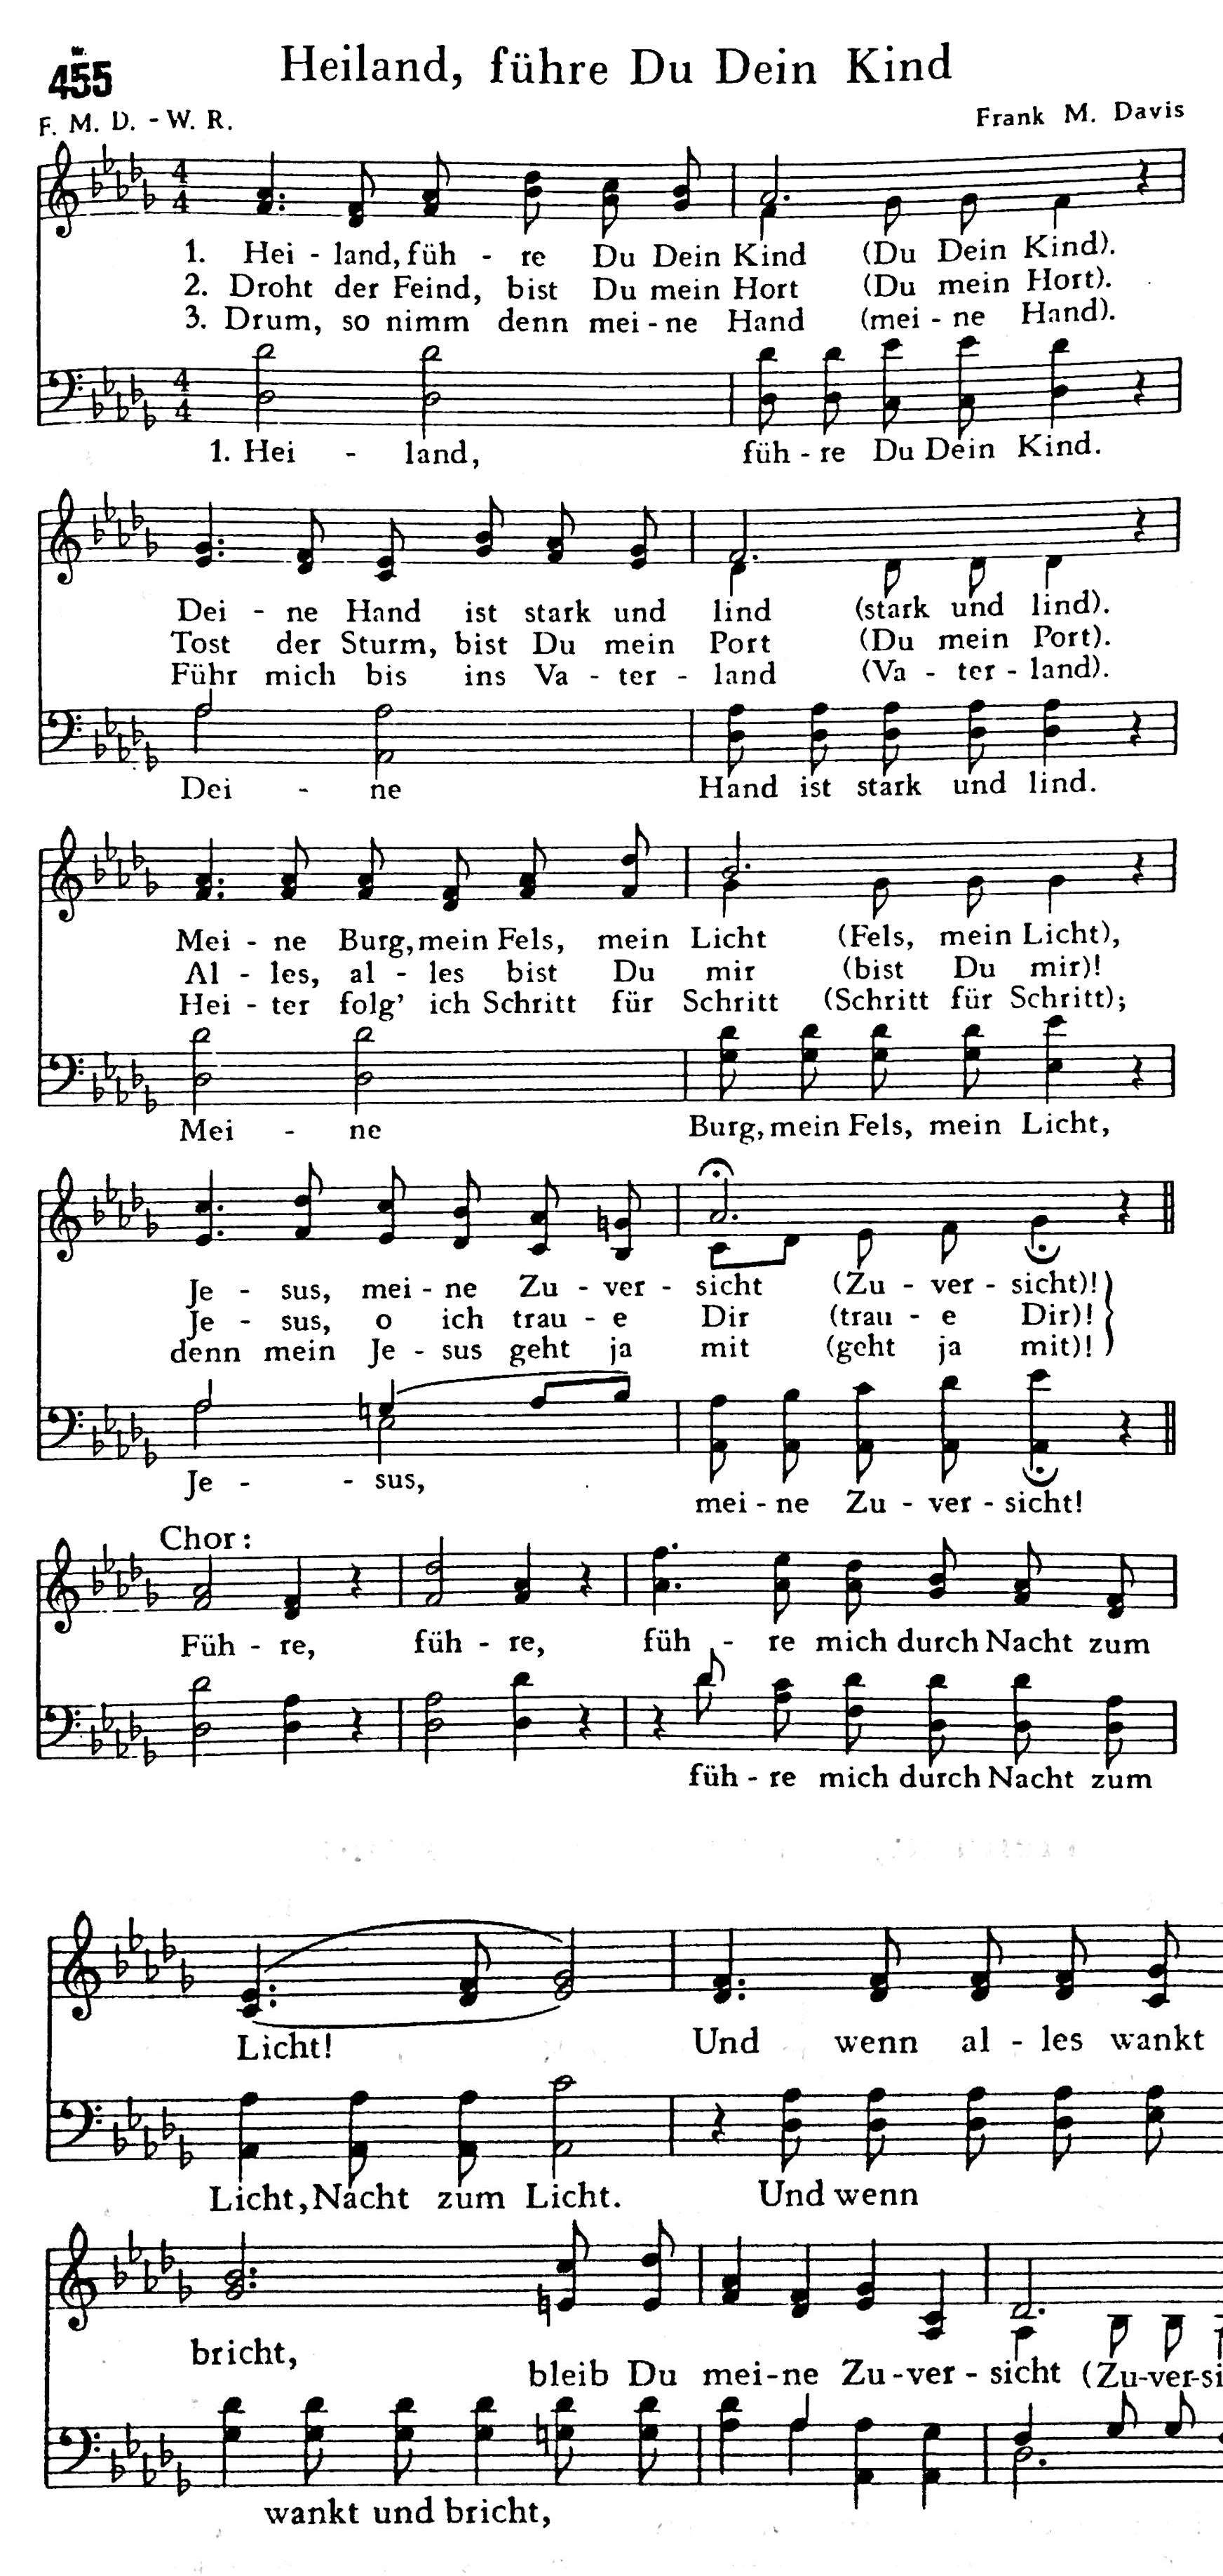 Nr.
455
Heiland, führe Du Dein Kind
F. M. D. - W. R.
Frank M. Davis
1. Hei - land, füh - re Du Dein Kind (Du Dein Kind).
2. Droht der Feind, bist Du mein Hort (Du mein Hort).
3. Drum, so nimm denn mei - ne Hand (mei - ne Hand).
1. Hei - land, füh - re Du Dein Kind.
Dei - ne Hand ist stark und lind (stark und lind).
Tost der Sturm, bist Du mein Port (Du mein Port).
Führ mich bis ins Va - ter - land (Va - ter - land).
Dei - ne Hand ist stark und lind.
Mei - ne Burg, mein Fels, mein Licht (Fels, mein Licht),
Al - les, al - les bist Du mir (bist Du mir)!
Hei - ter folg' ich Schritt für Schritt (Schritt für Schritt);
Mei - ne Burg, mein Fels, mein Licht,
Je - sus, mei - ne Zu - ver - sicht (Zu - ver - sicht)!
Je - sus, o ich trau - e Dir (trau - e Dir)!
denn mein Je - sus geht ja mit (geht ja mit)!
Je - - sus, mei - ne Zu - ver - sicht!
Chor:
Füh - re, füh - re, füh - re mich durch Nacht zum
füh - re mich durch Nacht zum
Licht! Und wenn al - les wankt
Licht, Nacht zum Licht. Und wenn
bricht, bleib Du mei-ne Zu-ver - sicht (Zu-ver-si
wankt und bricht,